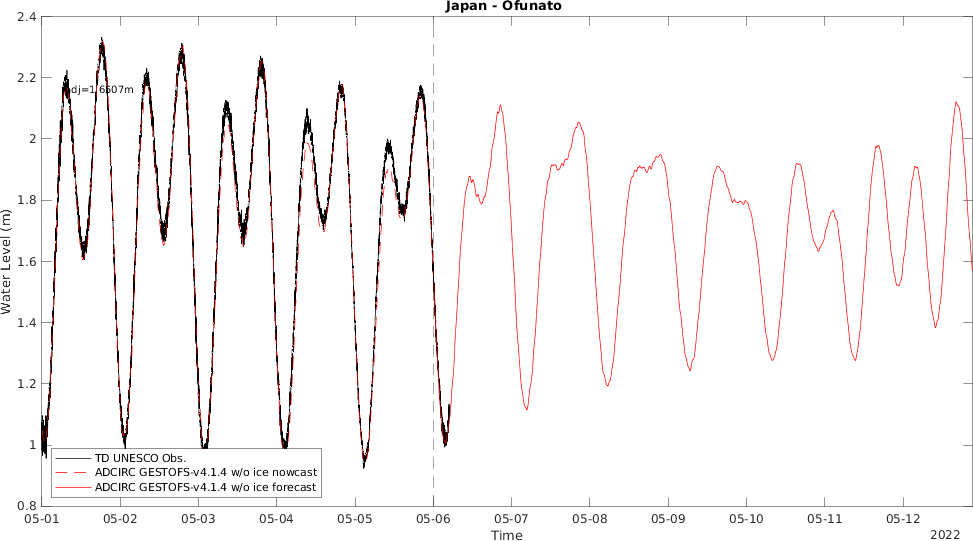 Japan - Ofunato
2.4
2.2
2
1.8
1.6
1.4
1.2
1
0.8
Water Level (m)
adj=1.6607m
TD UNESCO Obs.
ADCIRC GESTOFS-v4.1.4 w/o ice nowcast
ADCIRC GESTOFS-v4.1.4 w/o ice forecast
05-01 05-02 05-03 05-04 05-05 05-06 05-07 05-08 05-09 05-10 05-11 05-12
Time
2022